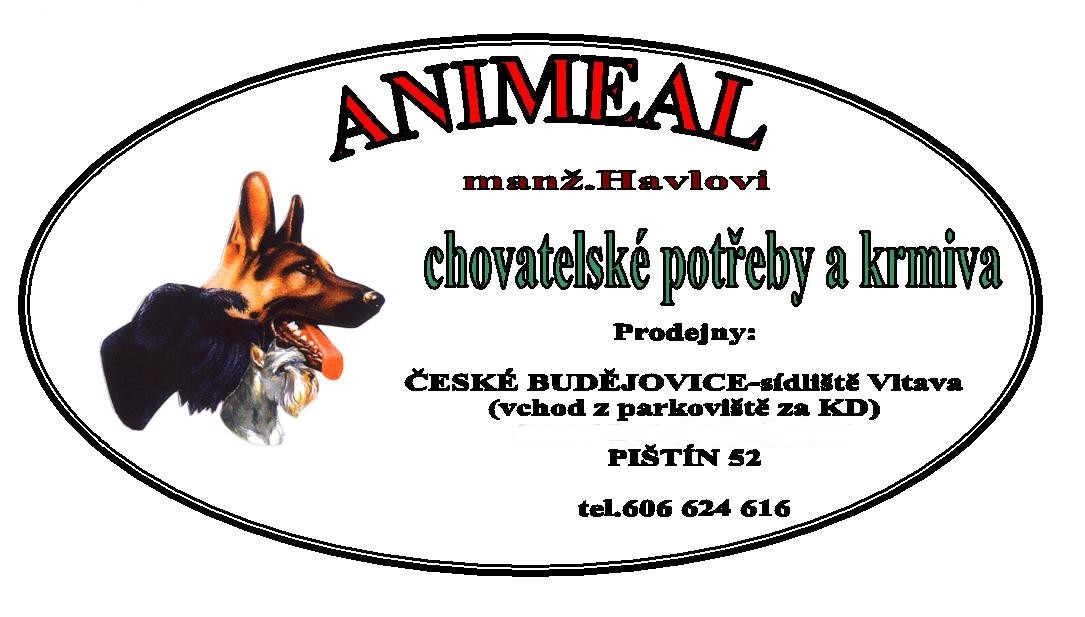 ANIMEAL
manž.Havlovi
chovatelské potřeby a krmiva
Prodejny:
ČESKÉ BUDĚJOVICE-sídliště Vltava
(vchod z parkoviště za KD)
PIŠTÍN 52
tel.606 624 616